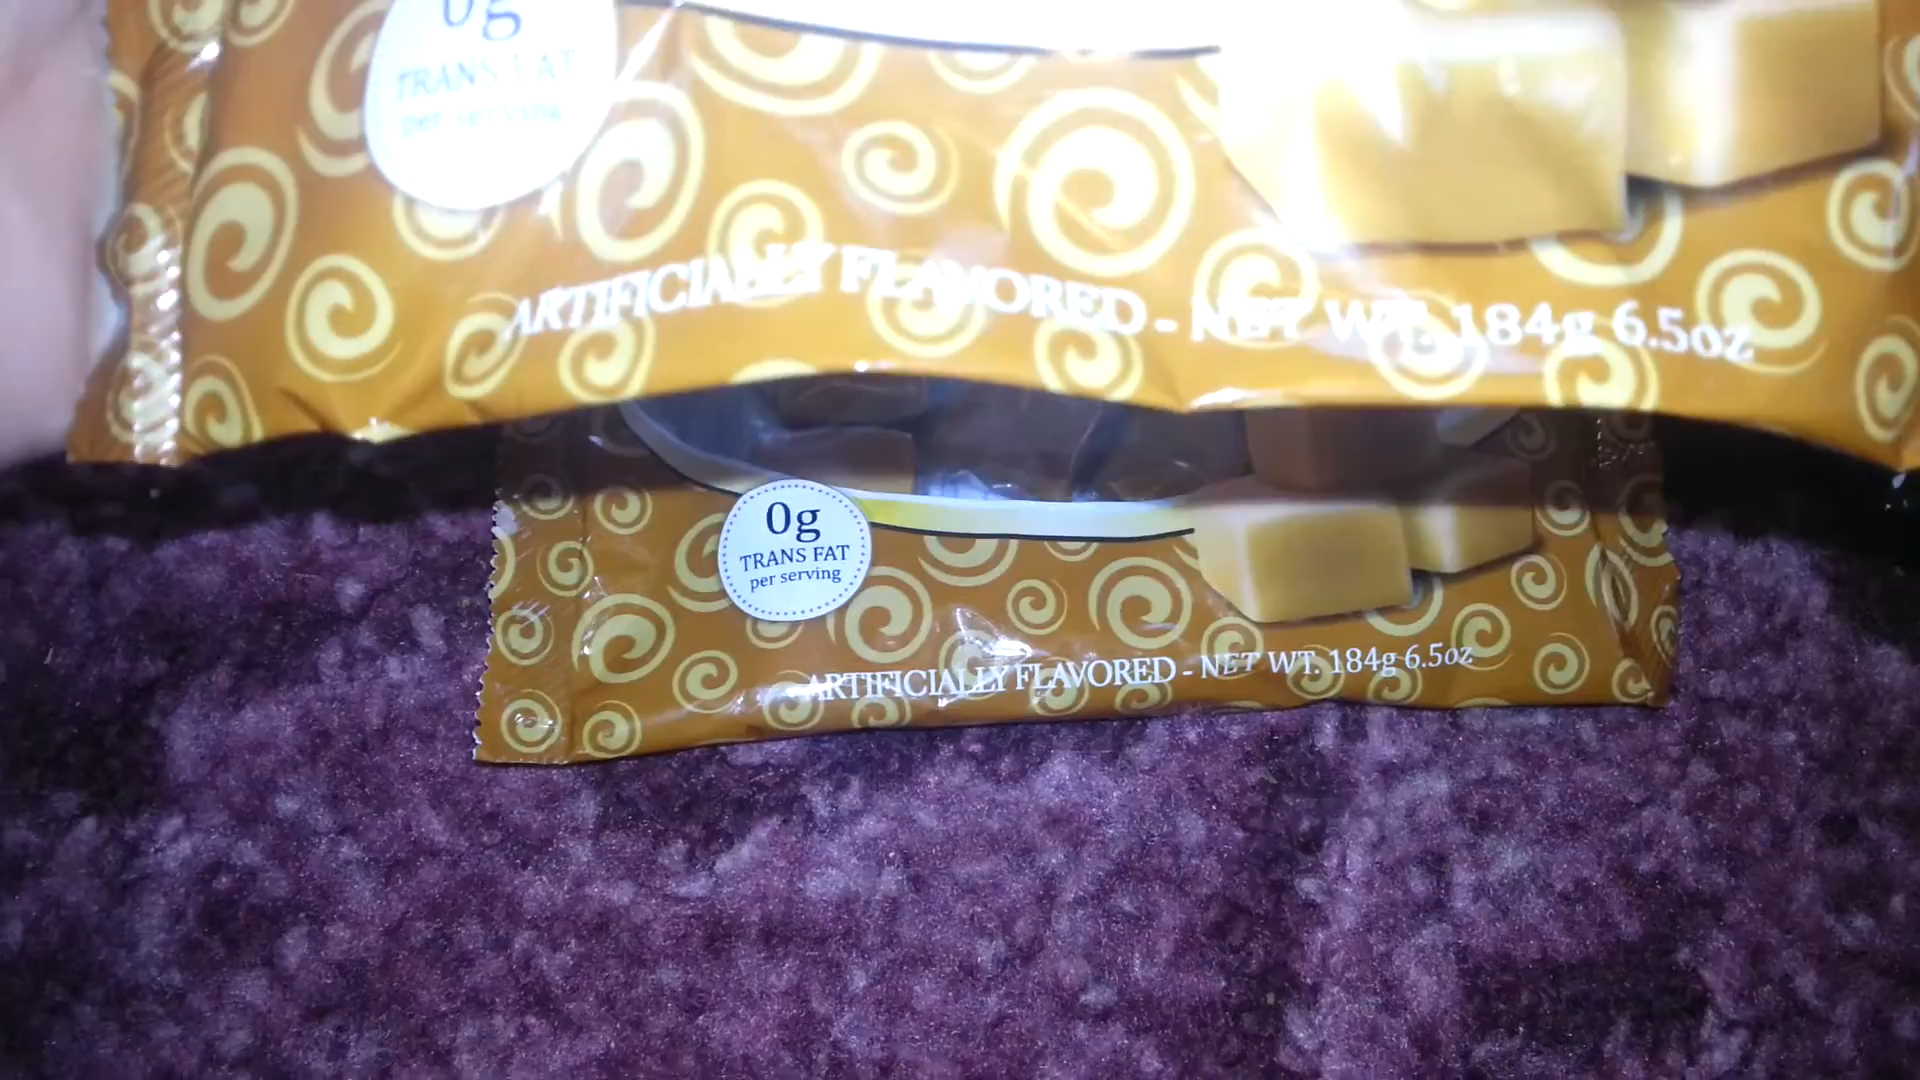 0g
TRANS FAT
per serving
ARTIFICIALLY FLAVORED - NET WT. 184g 6.5oz
0g
TRANS FAT
per serving
ARTIFICIALLY FLAVORED - NET WT. 184g 6.5oz